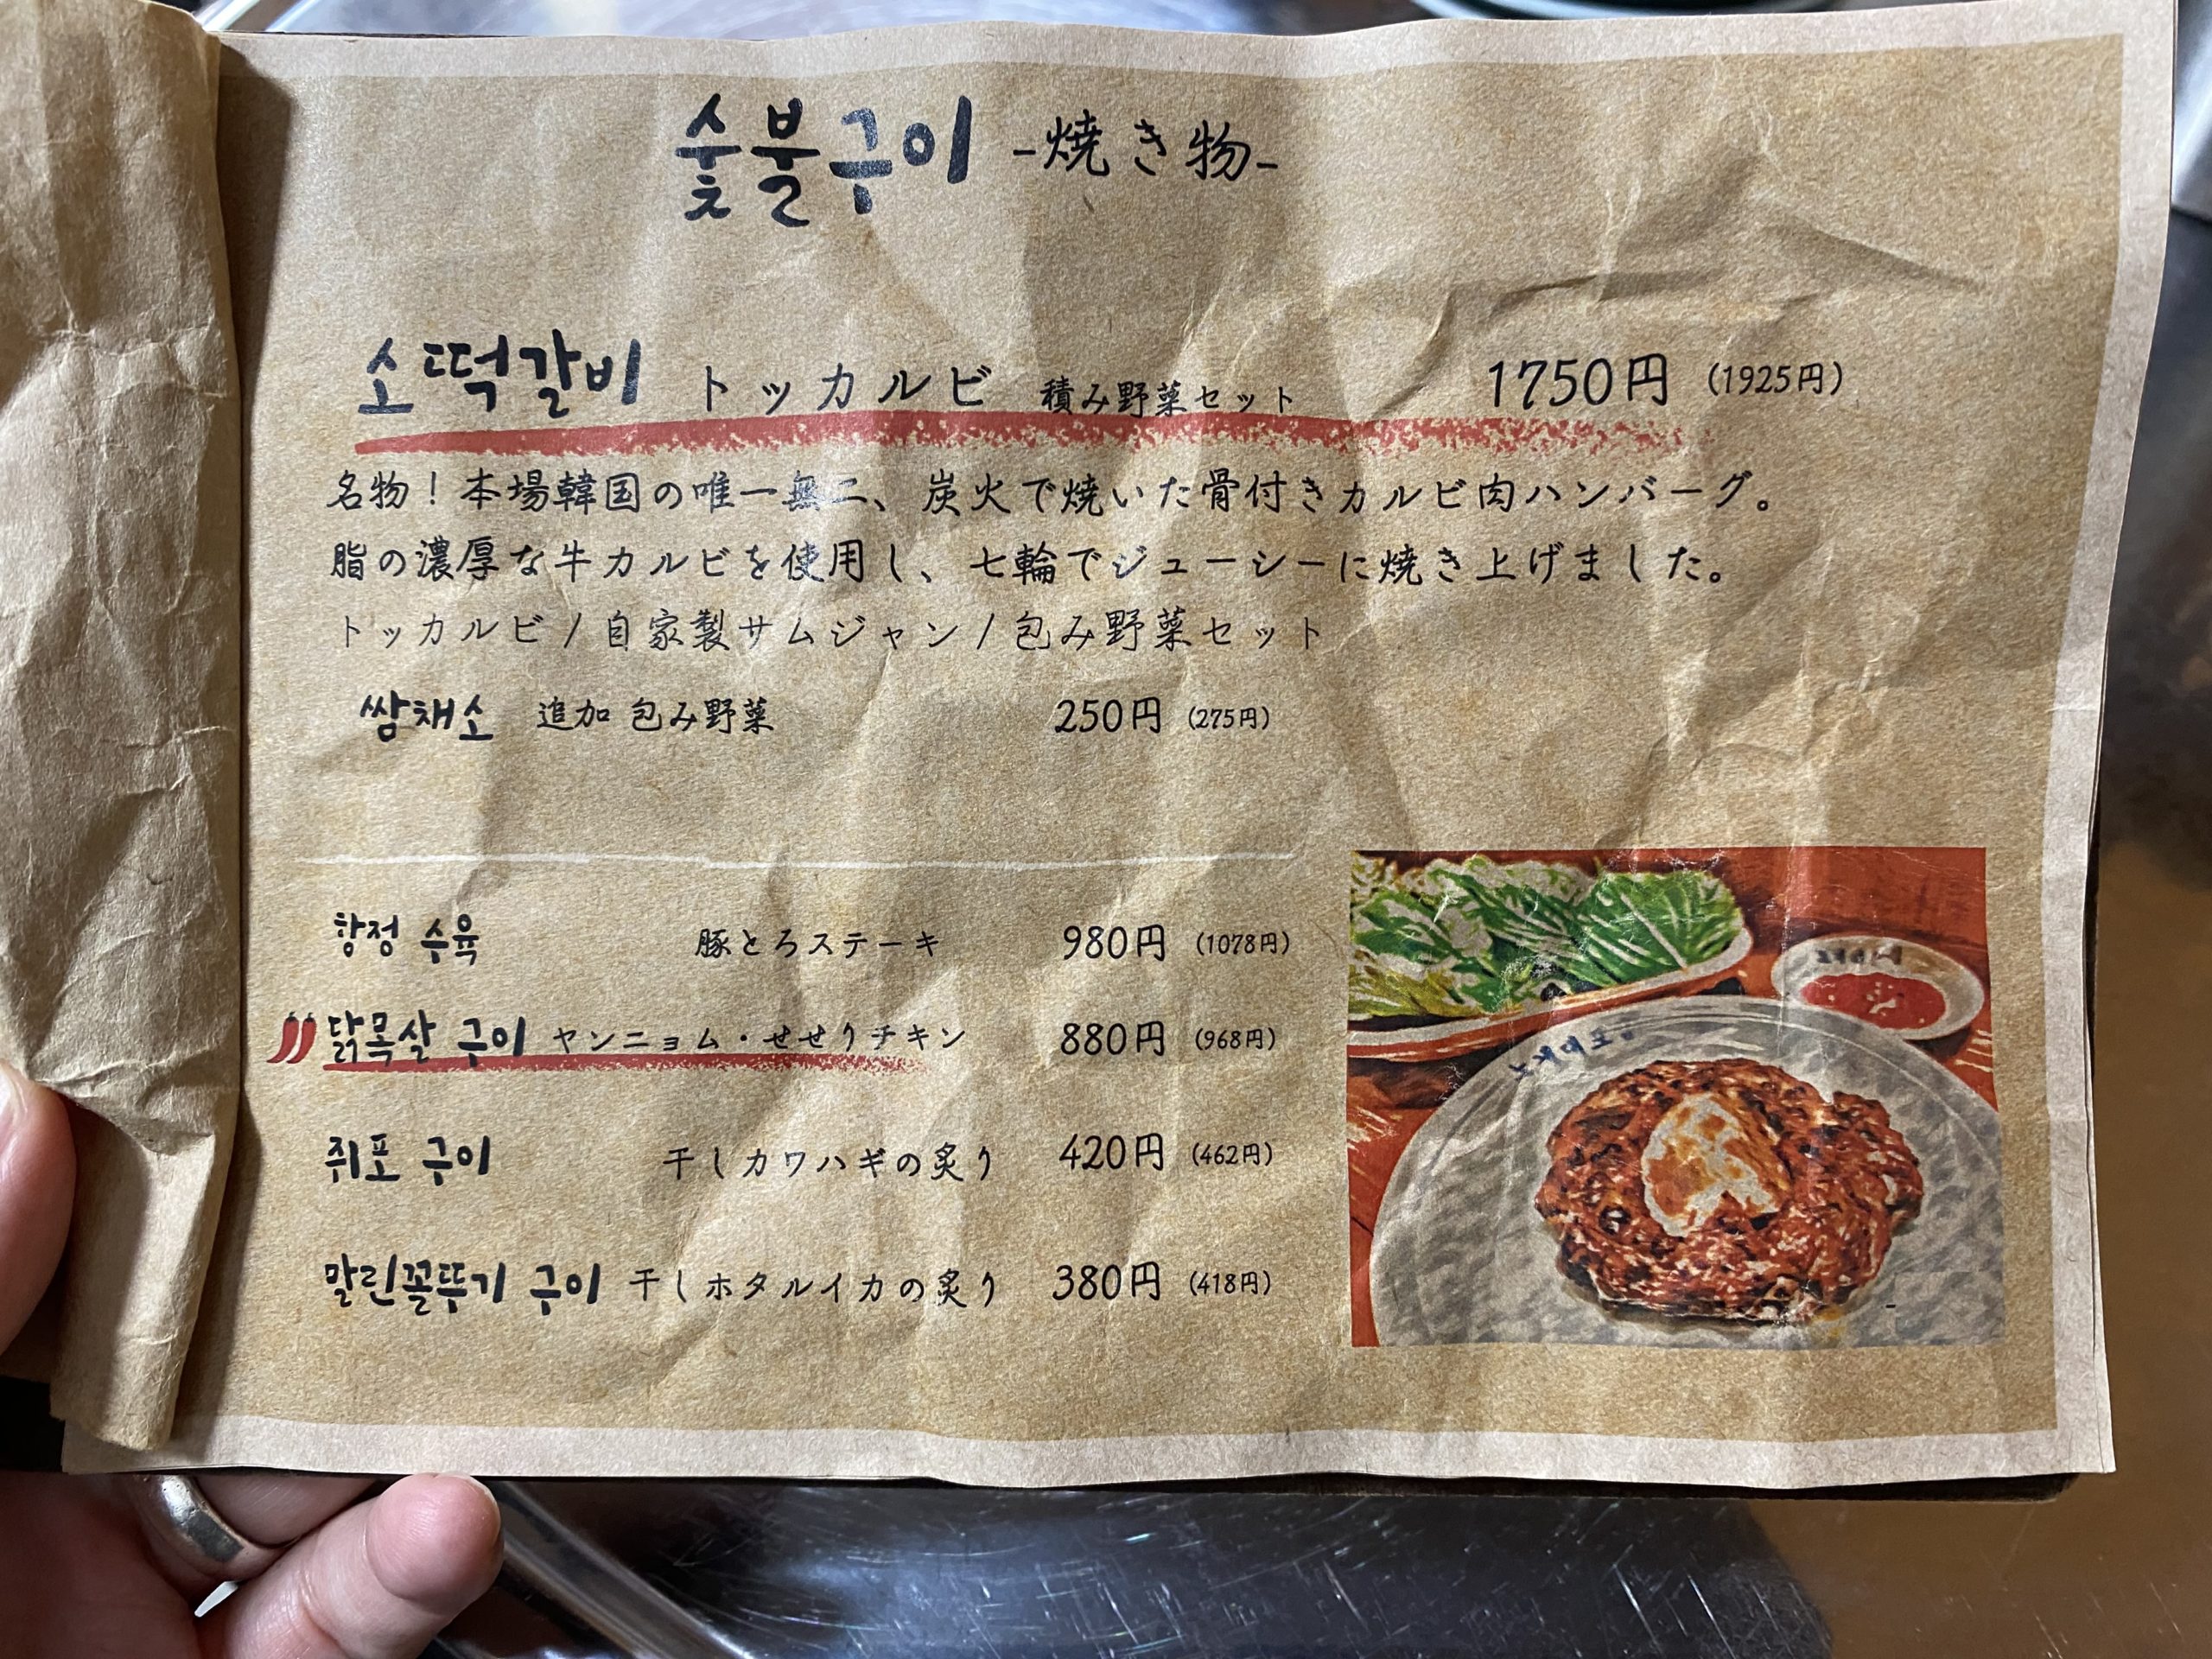 숯불구이 -焼き物-
소떡갈비 トッカルビ 積み野菜セット 1750円 (1925円)
名物！本場韓国の唯一無二、炭火で焼いた骨付きカルビ肉ハンバーグ。
脂の濃厚な牛カルビを使用し、七輪でジューシーに焼き上げました。
トッカルビ/自家製サムジャン/包み野菜セット
쌈채소 追加 包み野菜 250円 (275円)
항정 수육 豚とろステーキ 980円 (1078円)
닭목살 구이 ヤンニョム・せせりチキン 880円 (968円)
쥐포 구이 干しカワハギの炙り 420円 (462円)
말린꼴뚜기 구이 干しホタルイカの炙り 380円 (418円)